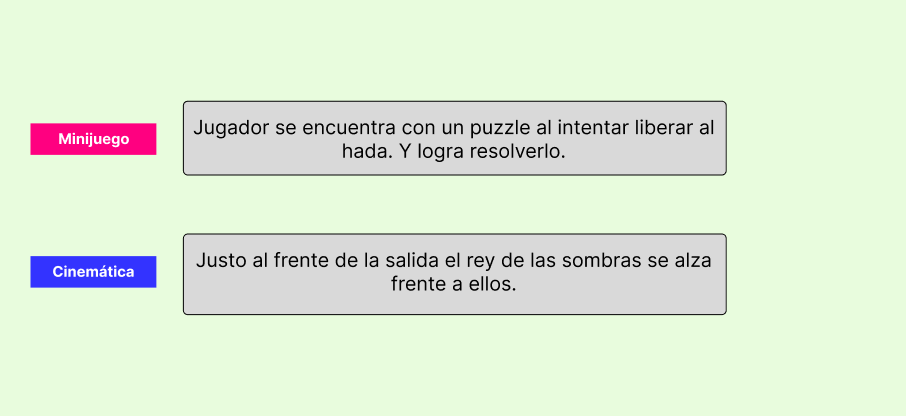 Minijuego
Jugador se encuentra con un puzzle al intentar liberar al
hada. Y logra resolverlo.
Cinemática
Justo al frente de la salida el rey de las sombras se alza
frente a ellos.